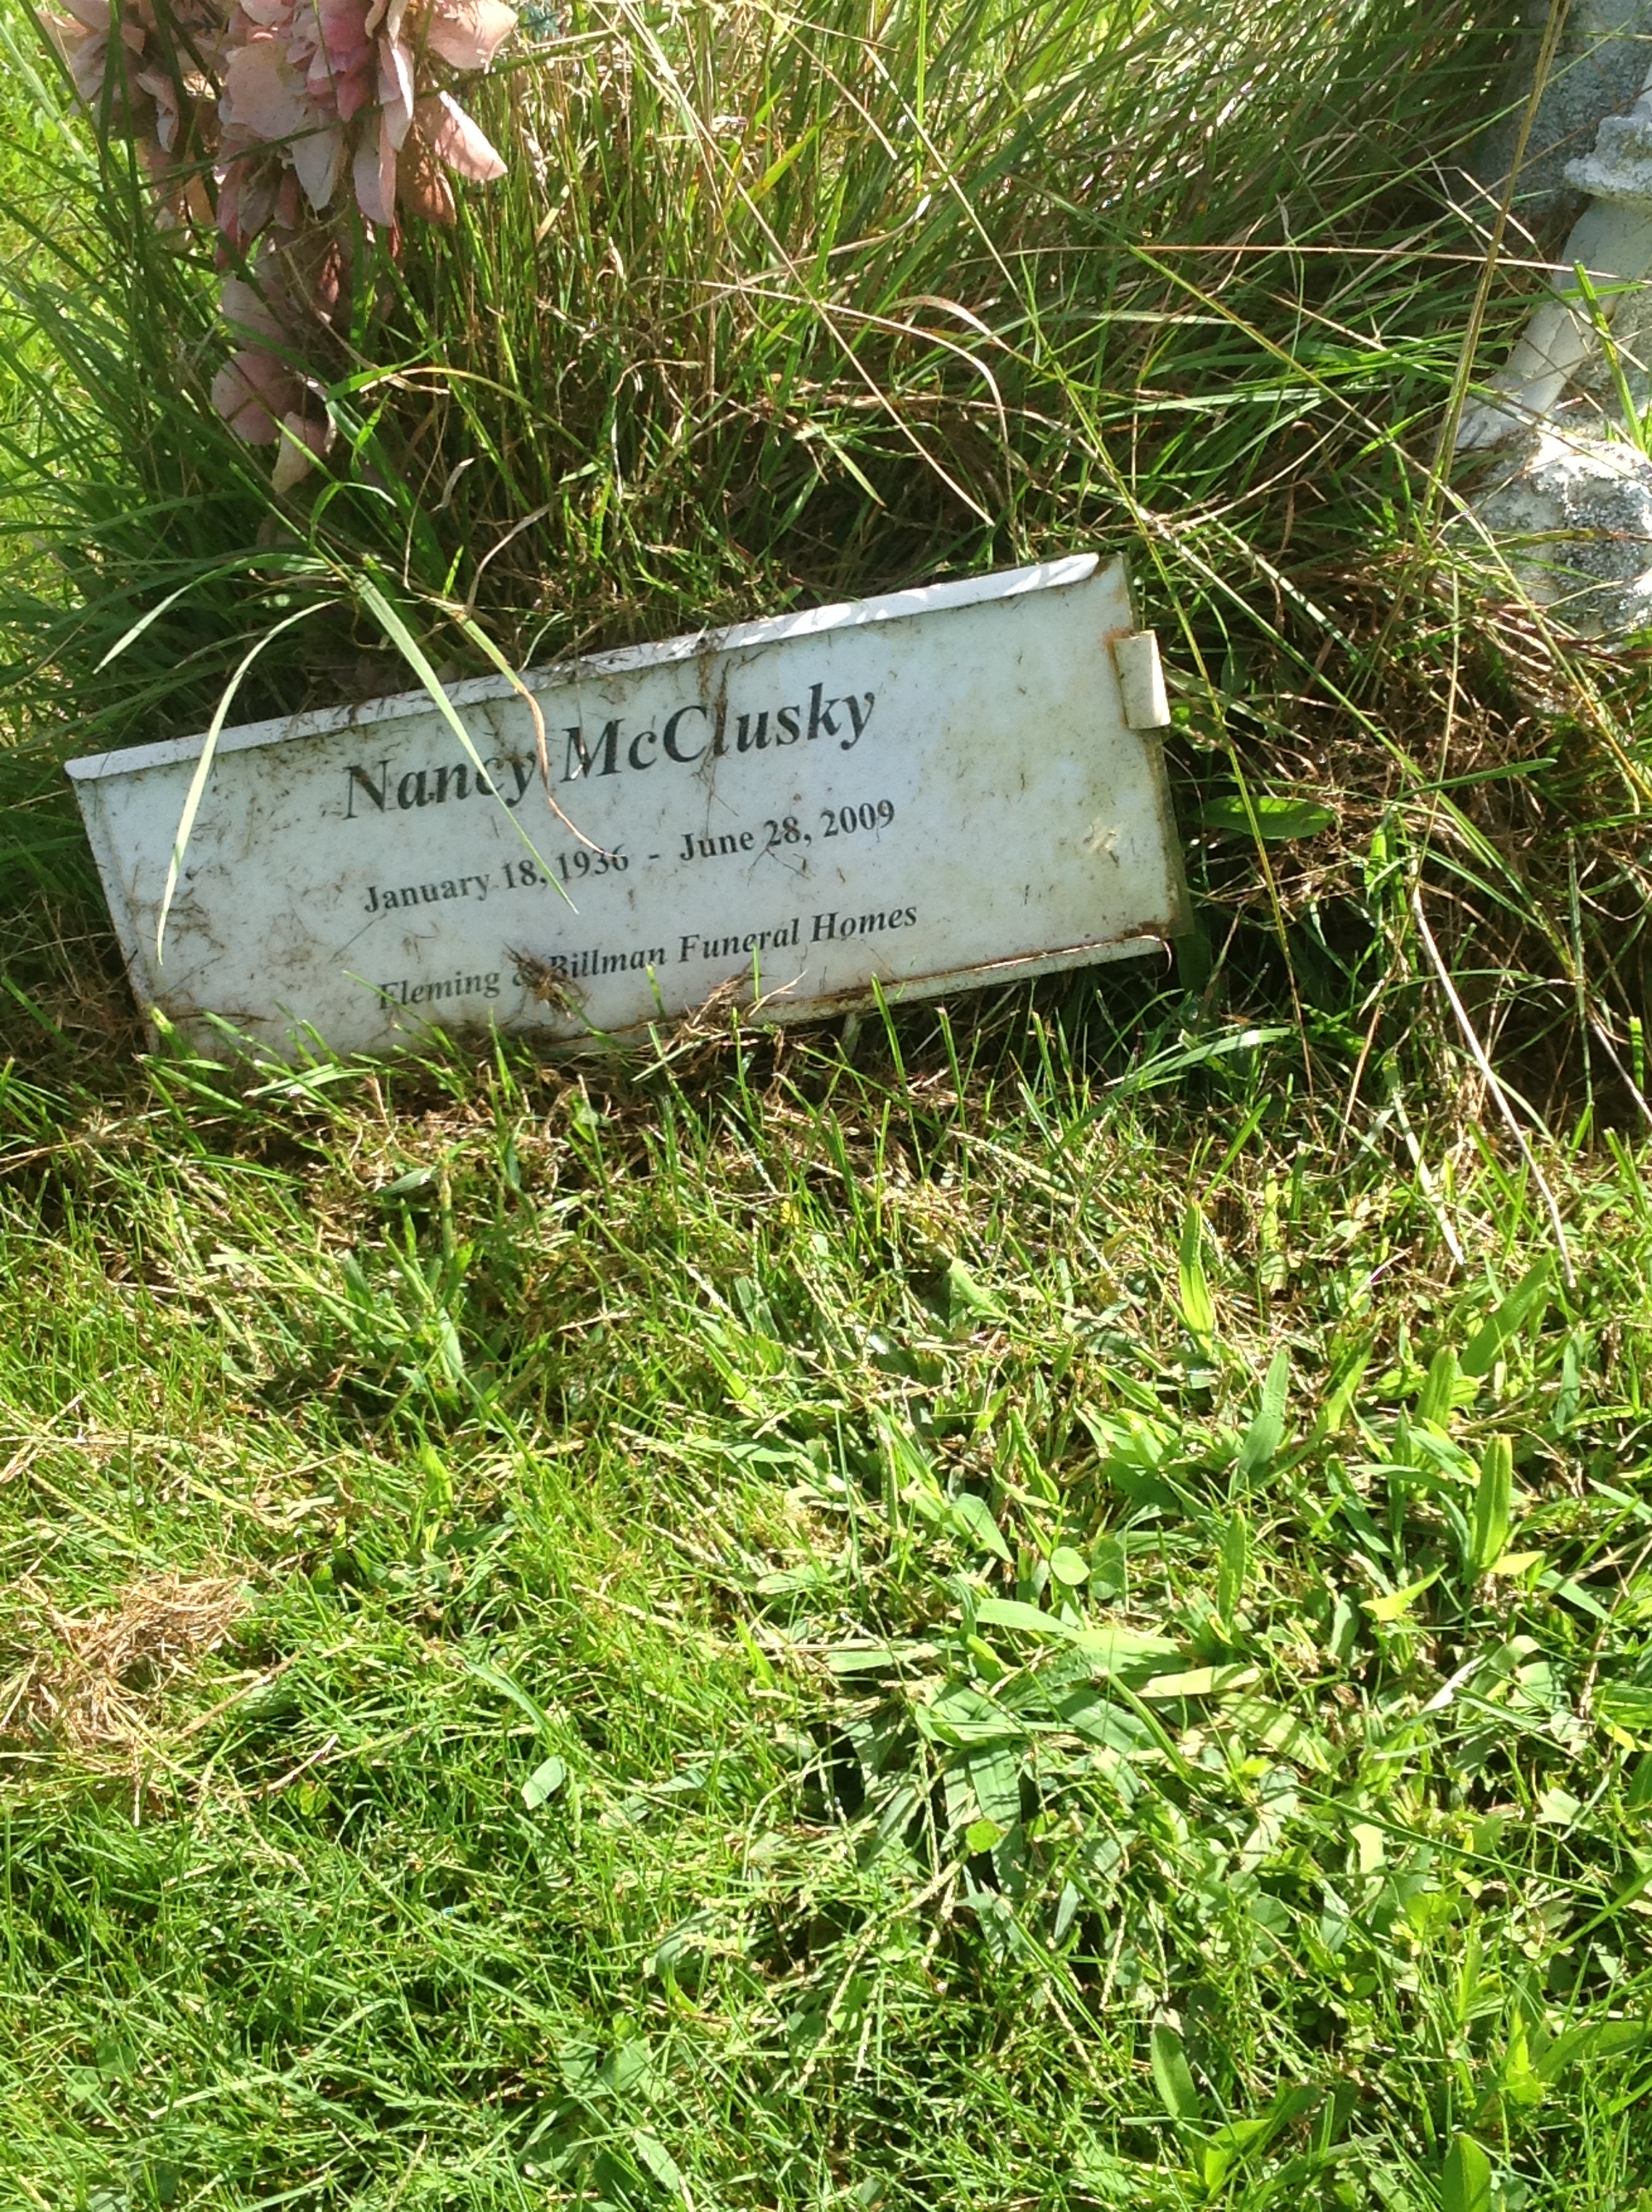 Nancy McClusky
January 18, 1936 - June 28, 2009
Fleming & Billman Funeral Homes